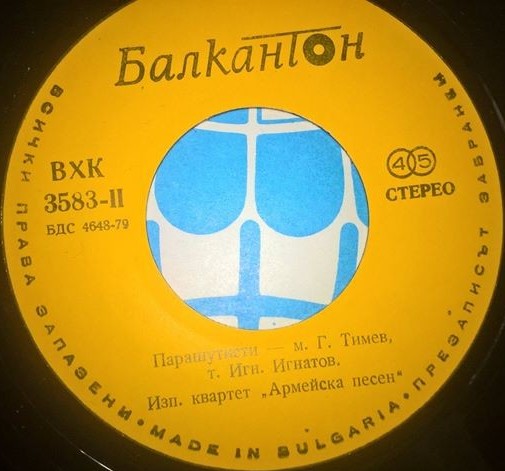 Балкантон
ВХК
3583-II
БДС 4648-79
45
СТЕРЕО
Парашутисти — м. Г. Тимев,
т. Игн. Игнатов.
Изп. квартет „Армейска песен“
ВСИЧКИ ПРАВА ЗАПАЗЕНИ • MADE IN BULGARIA • ПРЕЗАПИСЪТ ЗАБРАНЕН